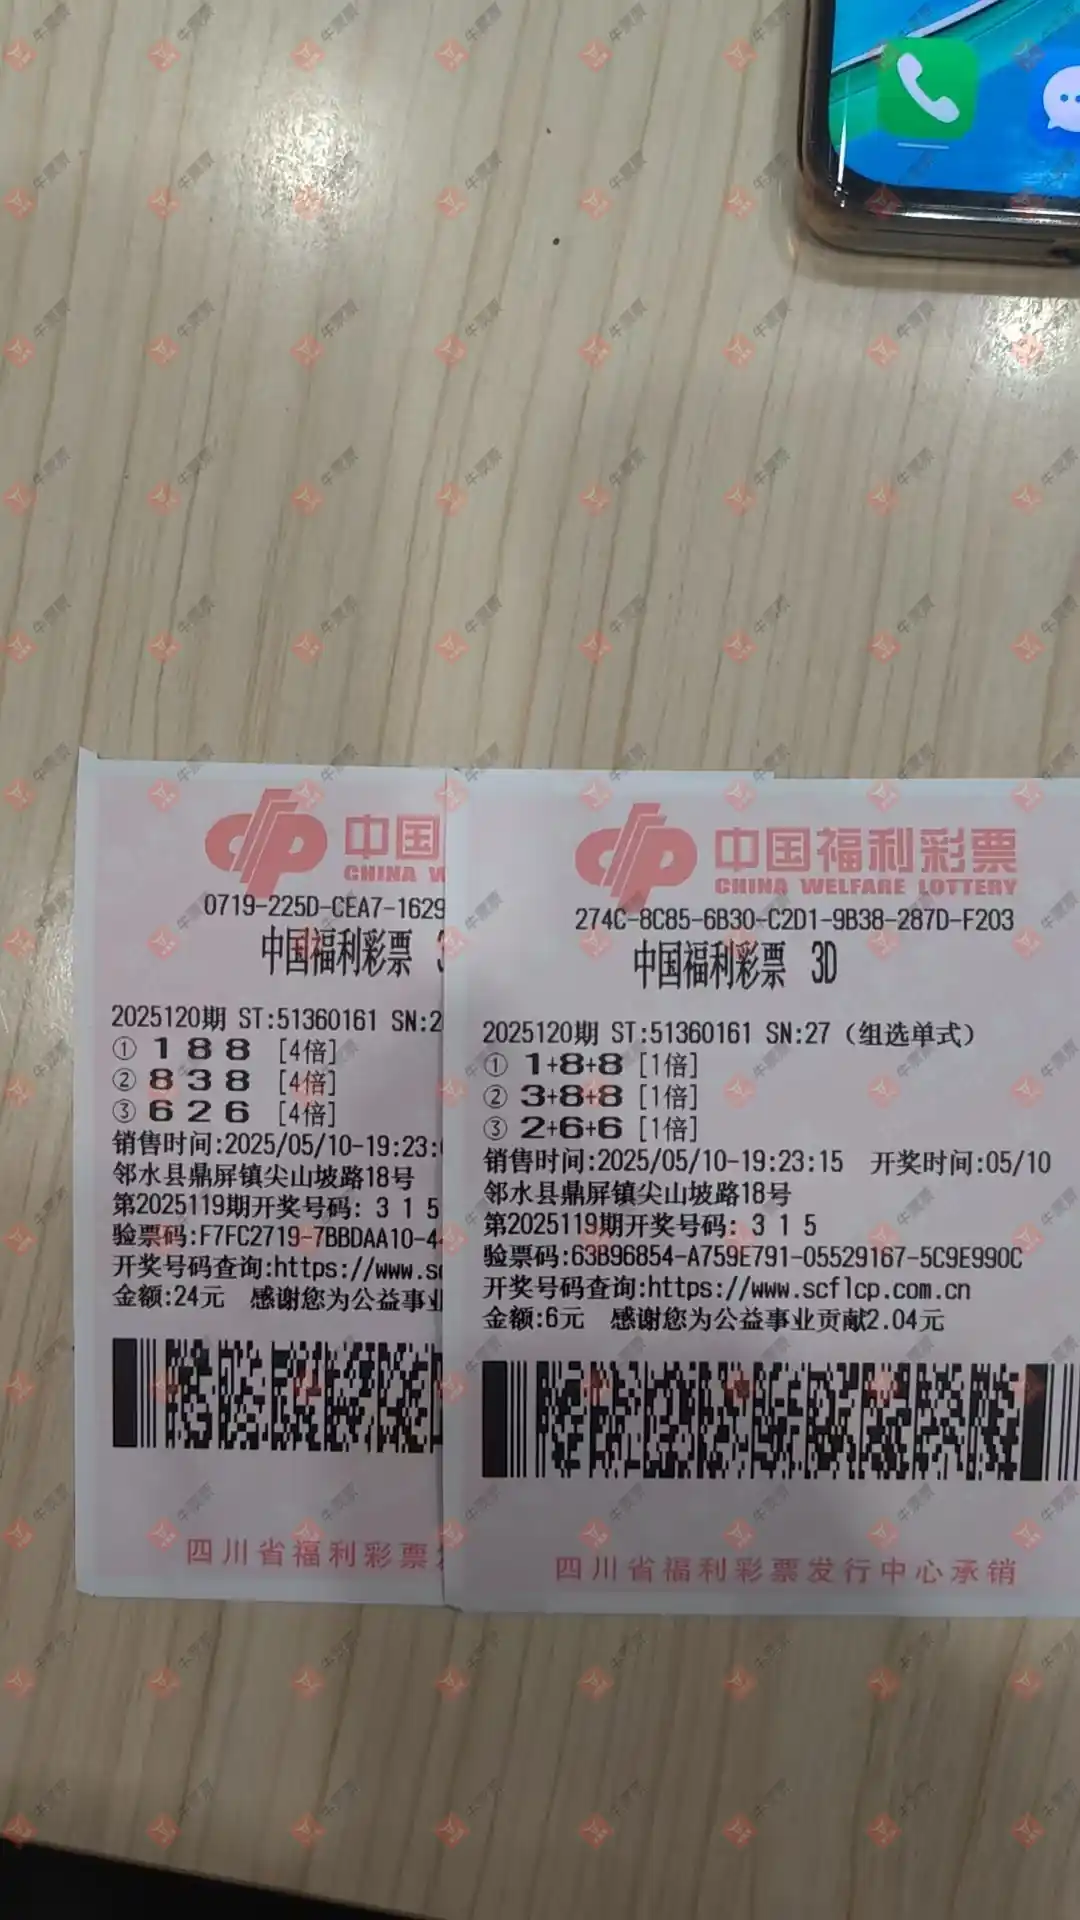 中国
CHINA W
0719-225D-CEA7-1629
中国福利彩票
2025120期 ST:51360161 SN:2
① 1 8 8 [4倍]
② 8 3 8 [4倍]
③ 6 2 6 [4倍]
销售时间:2025/05/10-19:23:
邻水县鼎屏镇尖山坡路18号
第2025119期开奖号码: 3 1 5
验票码:F7FC2719-7BBDAA10-4
开奖号码查询:https://www.s
金额:24元 感谢您为公益事业
四川省福利彩票
中国福利彩票
CHINA WELFARE LOTTERY
274C-8C85-6B30-C2D1-9B38-287D-F203
中国福利彩票 3D
2025120期 ST:51360161 SN:27 (组选单式)
① 1+8+8 [1倍]
② 3+8+8 [1倍]
③ 2+6+6 [1倍]
销售时间:2025/05/10-19:23:15 开奖时间:05/10
邻水县鼎屏镇尖山坡路18号
第2025119期开奖号码: 3 1 5
验票码:63B96854-A759E791-05529167-5C9E990C
开奖号码查询:https://www.scflcp.com.cn
金额:6元 感谢您为公益事业贡献2.04元
四川省福利彩票发行中心承销